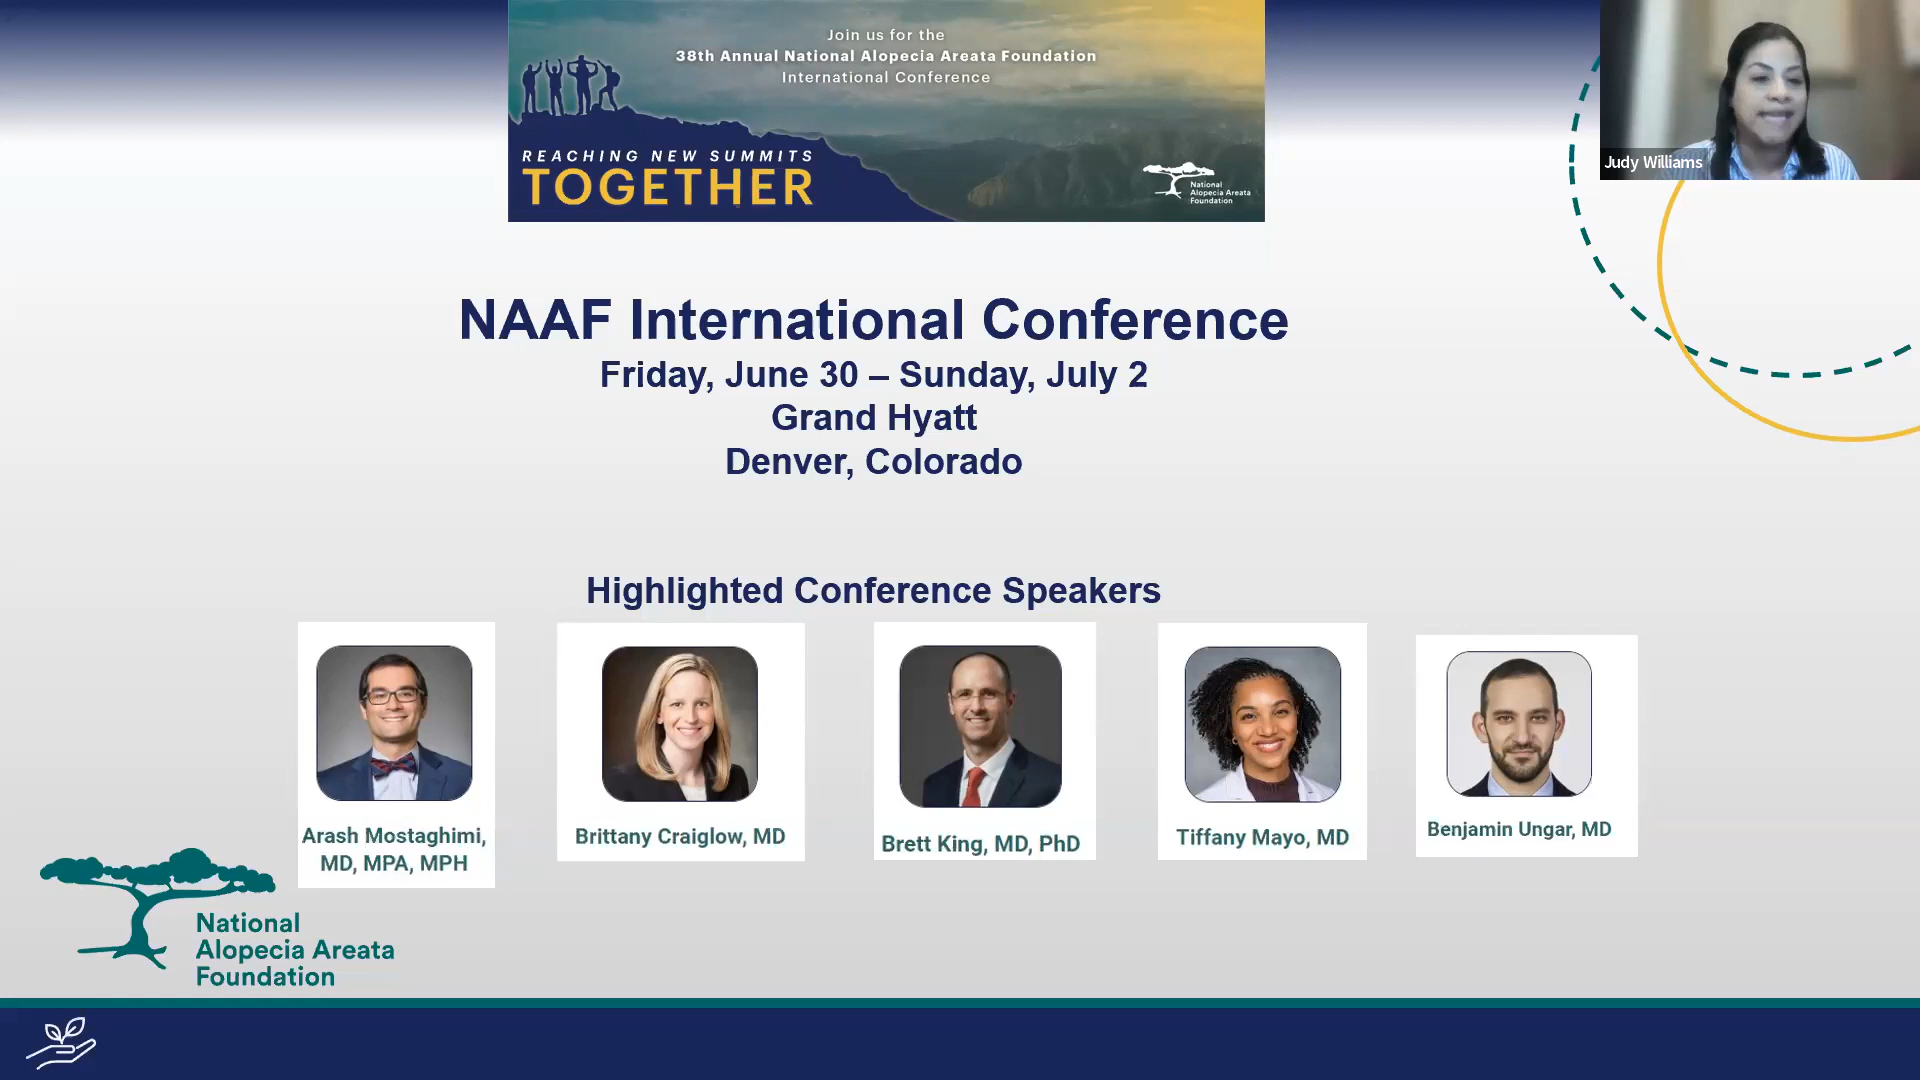 Join us for the
38th Annual National Alopecia Areata Foundation
International Conference
REACHING NEW SUMMITS
TOGETHER
National
Alopecia Areata
Foundation
Judy Williams
NAAF International Conference
Friday, June 30 – Sunday, July 2
Grand Hyatt
Denver, Colorado
Highlighted Conference Speakers
Arash Mostaghimi,
MD, MPA, MPH
Brittany Craiglow, MD
Brett King, MD, PhD
Tiffany Mayo, MD
Benjamin Ungar, MD
National
Alopecia Areata
Foundation